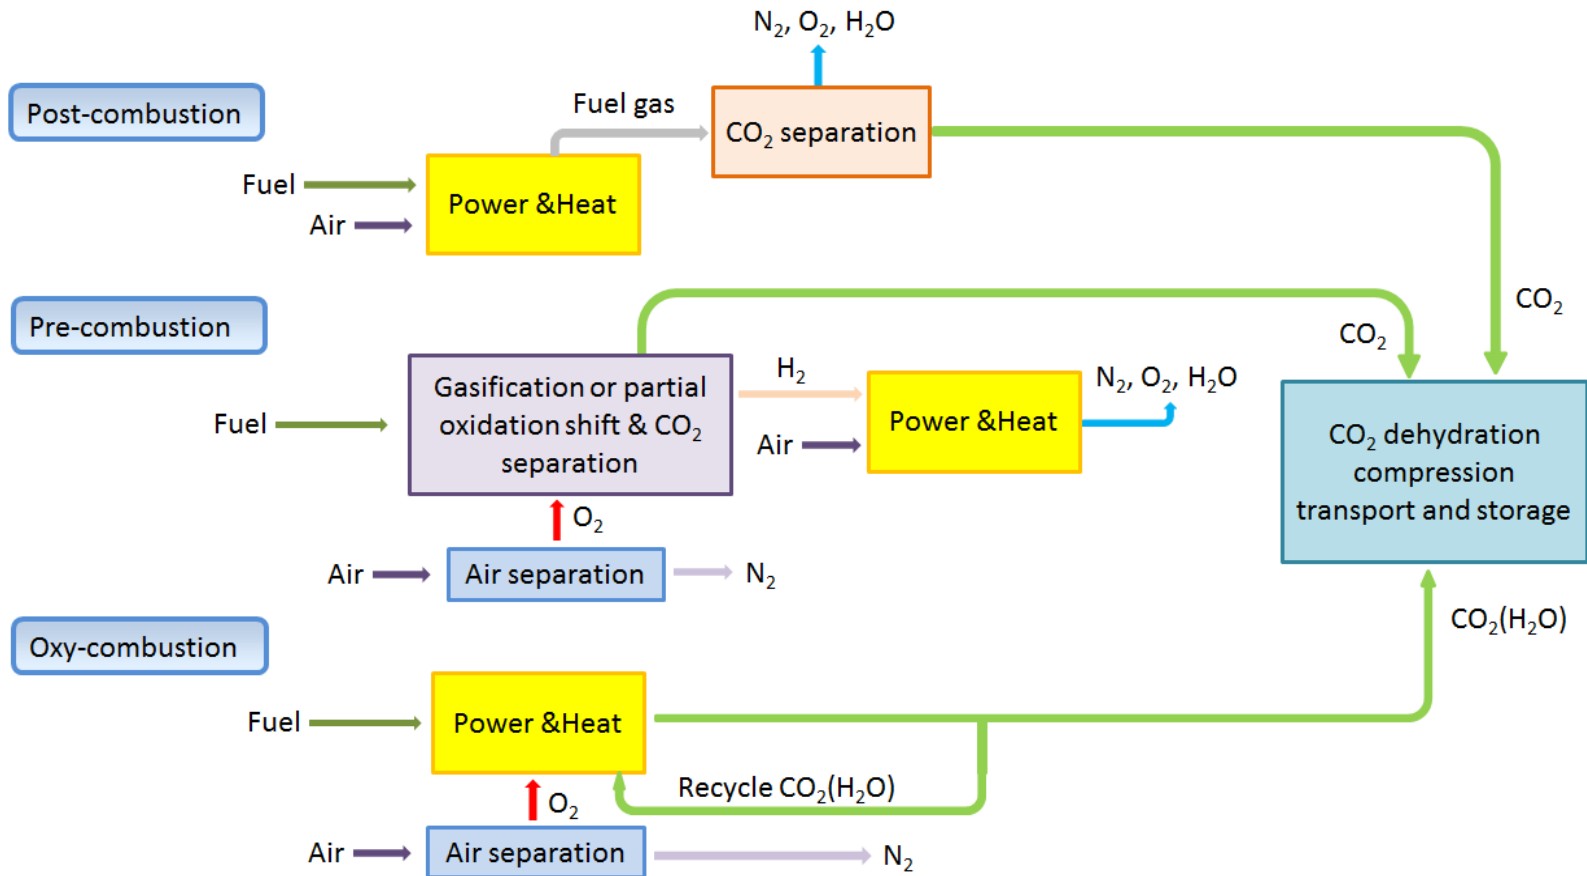 N₂, O₂, H₂O
Post-combustion
Fuel gas
CO₂ separation
Fuel
Power &Heat
Air
CO₂
Pre-combustion
CO₂
H₂
N₂, O₂, H₂O
Gasification or partial
oxidation shift & CO₂
separation
Fuel
Power &Heat
Air
CO₂ dehydration
compression
transport and storage
O₂
Air
Air separation
N₂
CO₂(H₂O)
Oxy-combustion
Fuel
Power &Heat
Recycle CO₂(H₂O)
O₂
Air
Air separation
N₂